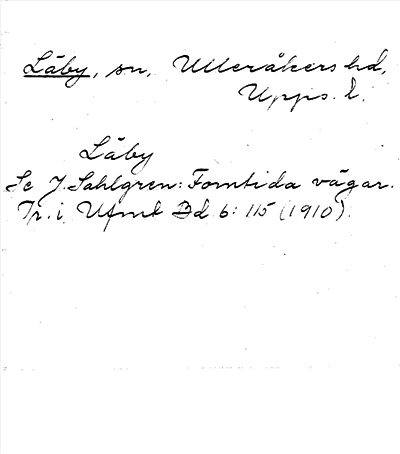 Läby, sn, Ulleråkers hd,
Upps. l.
Läby
Se J. Sahlgren: Forntida vägar.
Tr. i Ufmt Bd 6: 115 (1910).